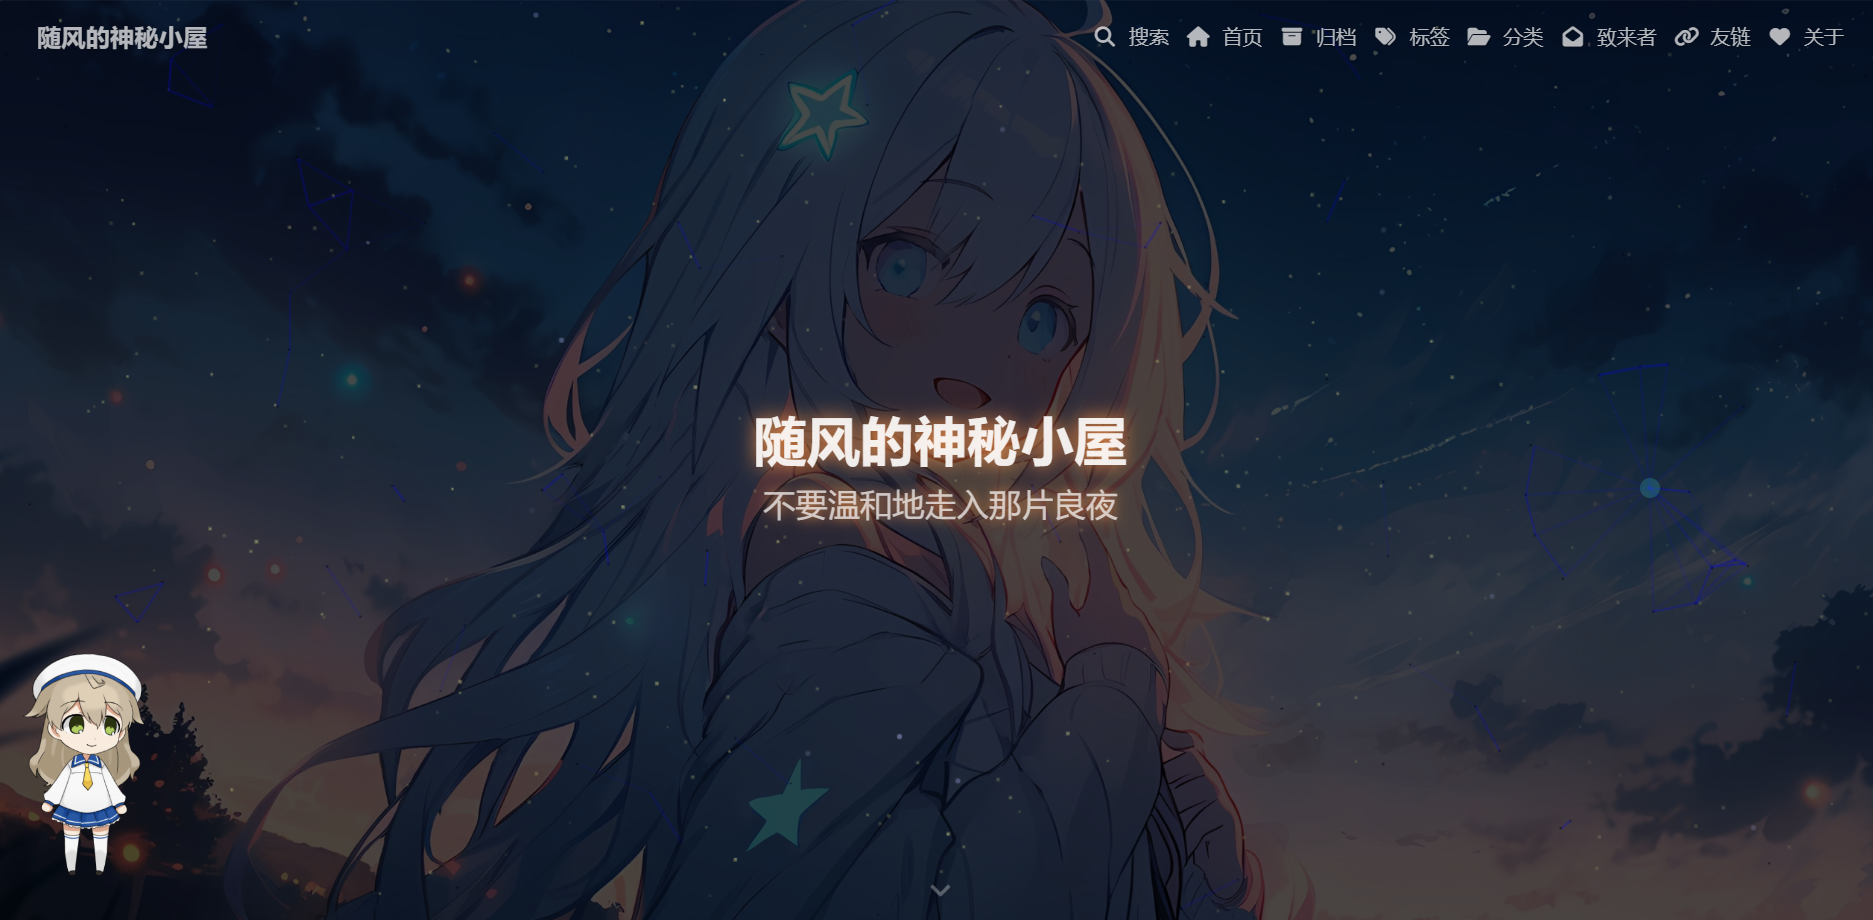 随风的神秘小屋
搜索 首页 归档 标签 分类 致来者 友链 关于
随风的神秘小屋
不要温和地走入那片良夜